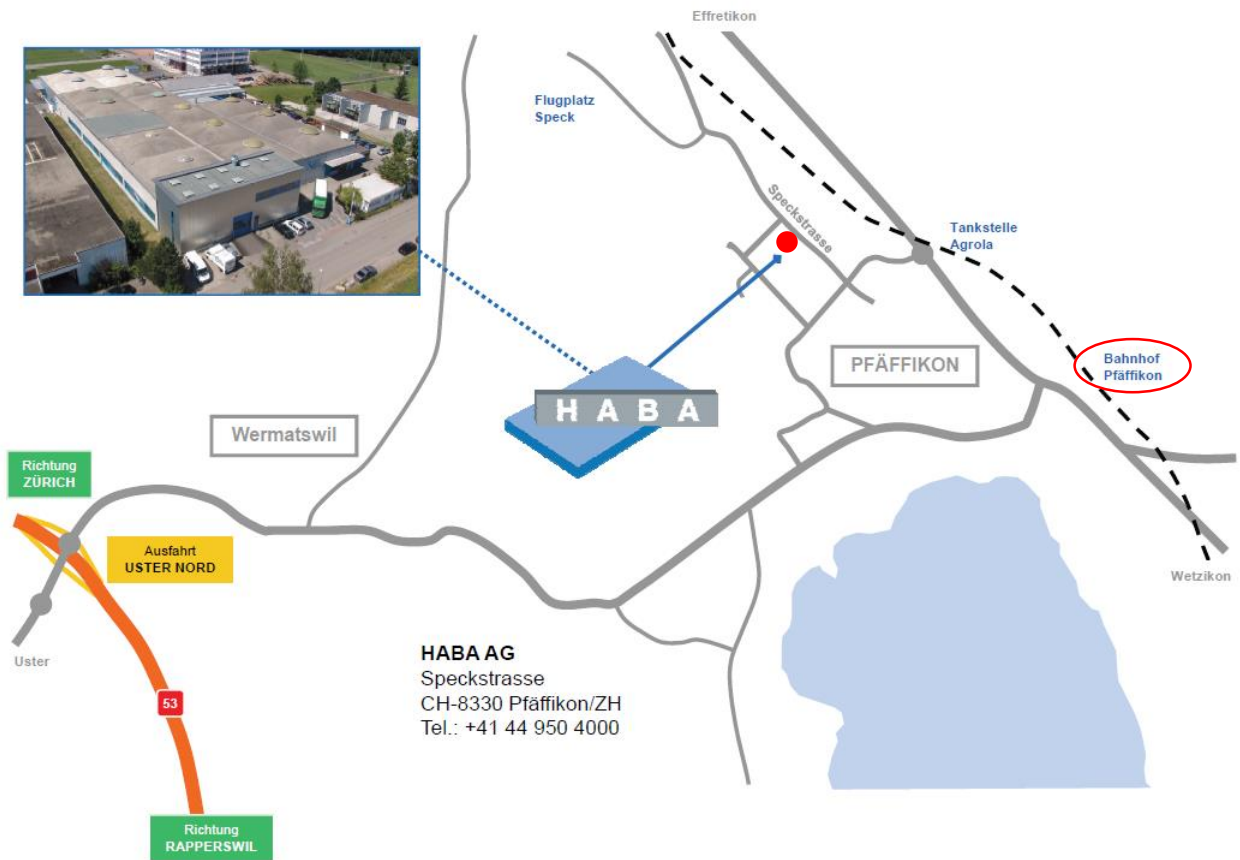 Effretikon
Flugplatz
Speck
Speckstrasse
Tankstelle
Agrola
PFÄFFIKON
Bahnhof
Pfäffikon
HABA
Wermatswil
Richtung
ZÜRICH
Ausfahrt
USTER NORD
Wetzikon
Uster
HABA AG
Speckstrasse
CH-8330 Pfäffikon/ZH
Tel.: +41 44 950 4000
53
Richtung
RAPPERSWIL